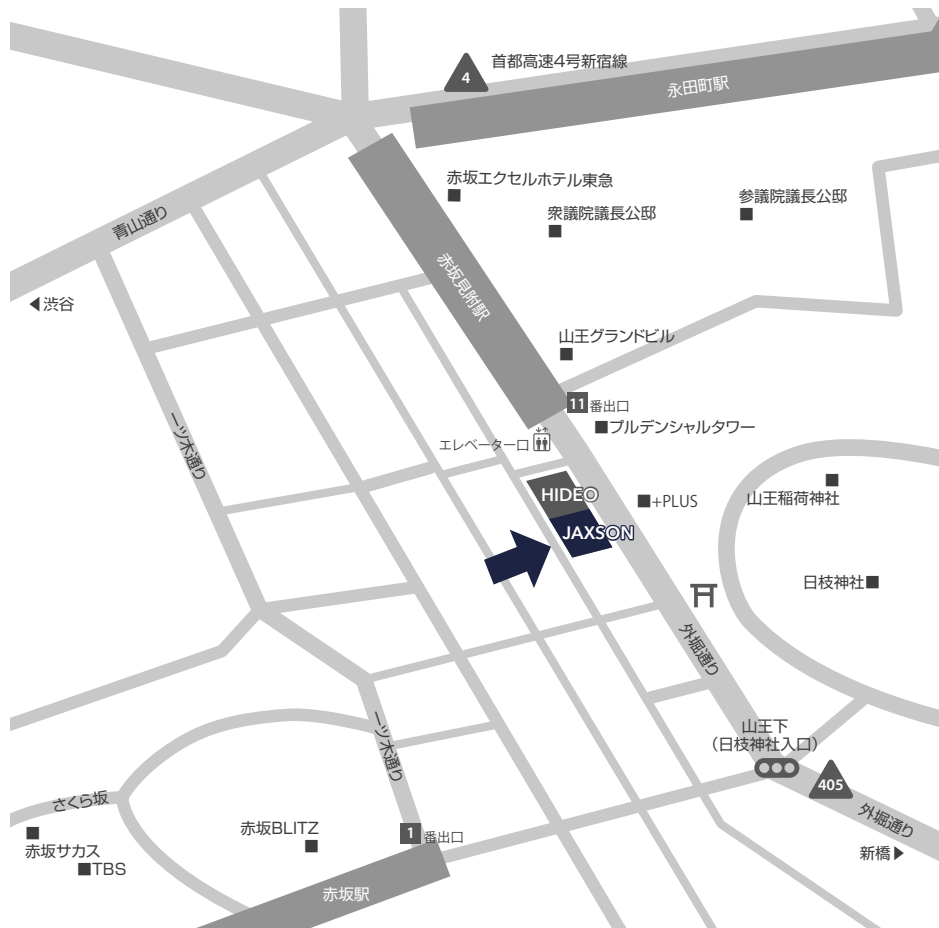 首都高速4号新宿線
4
永田町駅
赤坂エクセルホテル東急
参議院議長公邸
衆議院議長公邸
青山通り
赤坂見附駅
渋谷
山王グランドビル
11
番出口
プルデンシャルタワー
エレベーター口
一ツ木通り
HIDEO
+PLUS
山王稲荷神社
JAXSON
日枝神社
外堀通り
一ツ木通り
山王下
（日枝神社入口）
405
さくら坂
外堀通り
赤坂BLITZ
1
番出口
赤坂サカス
新橋
TBS
赤坂駅